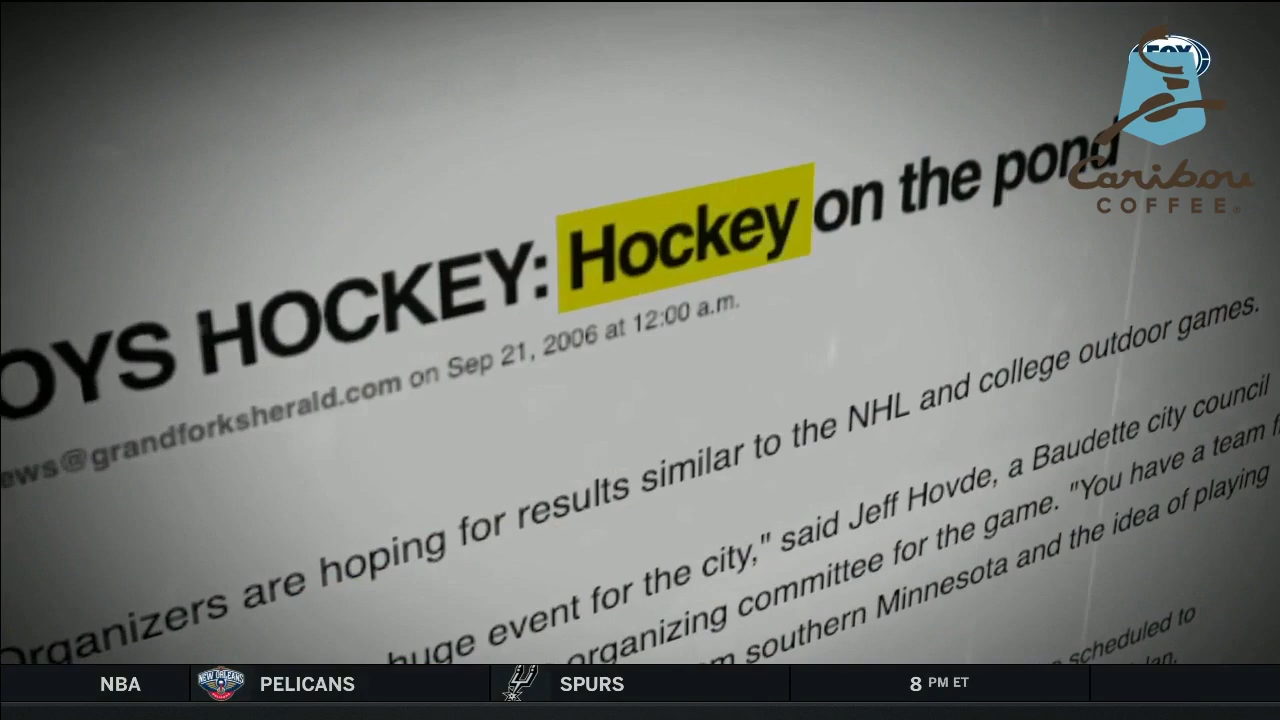 FOX
Caribou
COFFEE
OYS HOCKEY: Hockey on the pond
ews@grandforksherald.com on Sep 21, 2006 at 12:00 a.m.
Organizers are hoping for results similar to the NHL and college outdoor games.
huge event for the city," said Jeff Hovde, a Baudette city council
organizing committee for the game. "You have a team f
m southern Minnesota and the idea of playing
scheduled to
lan,
NBA NEW ORLEANS PELICANS SPURS 8 PM ET